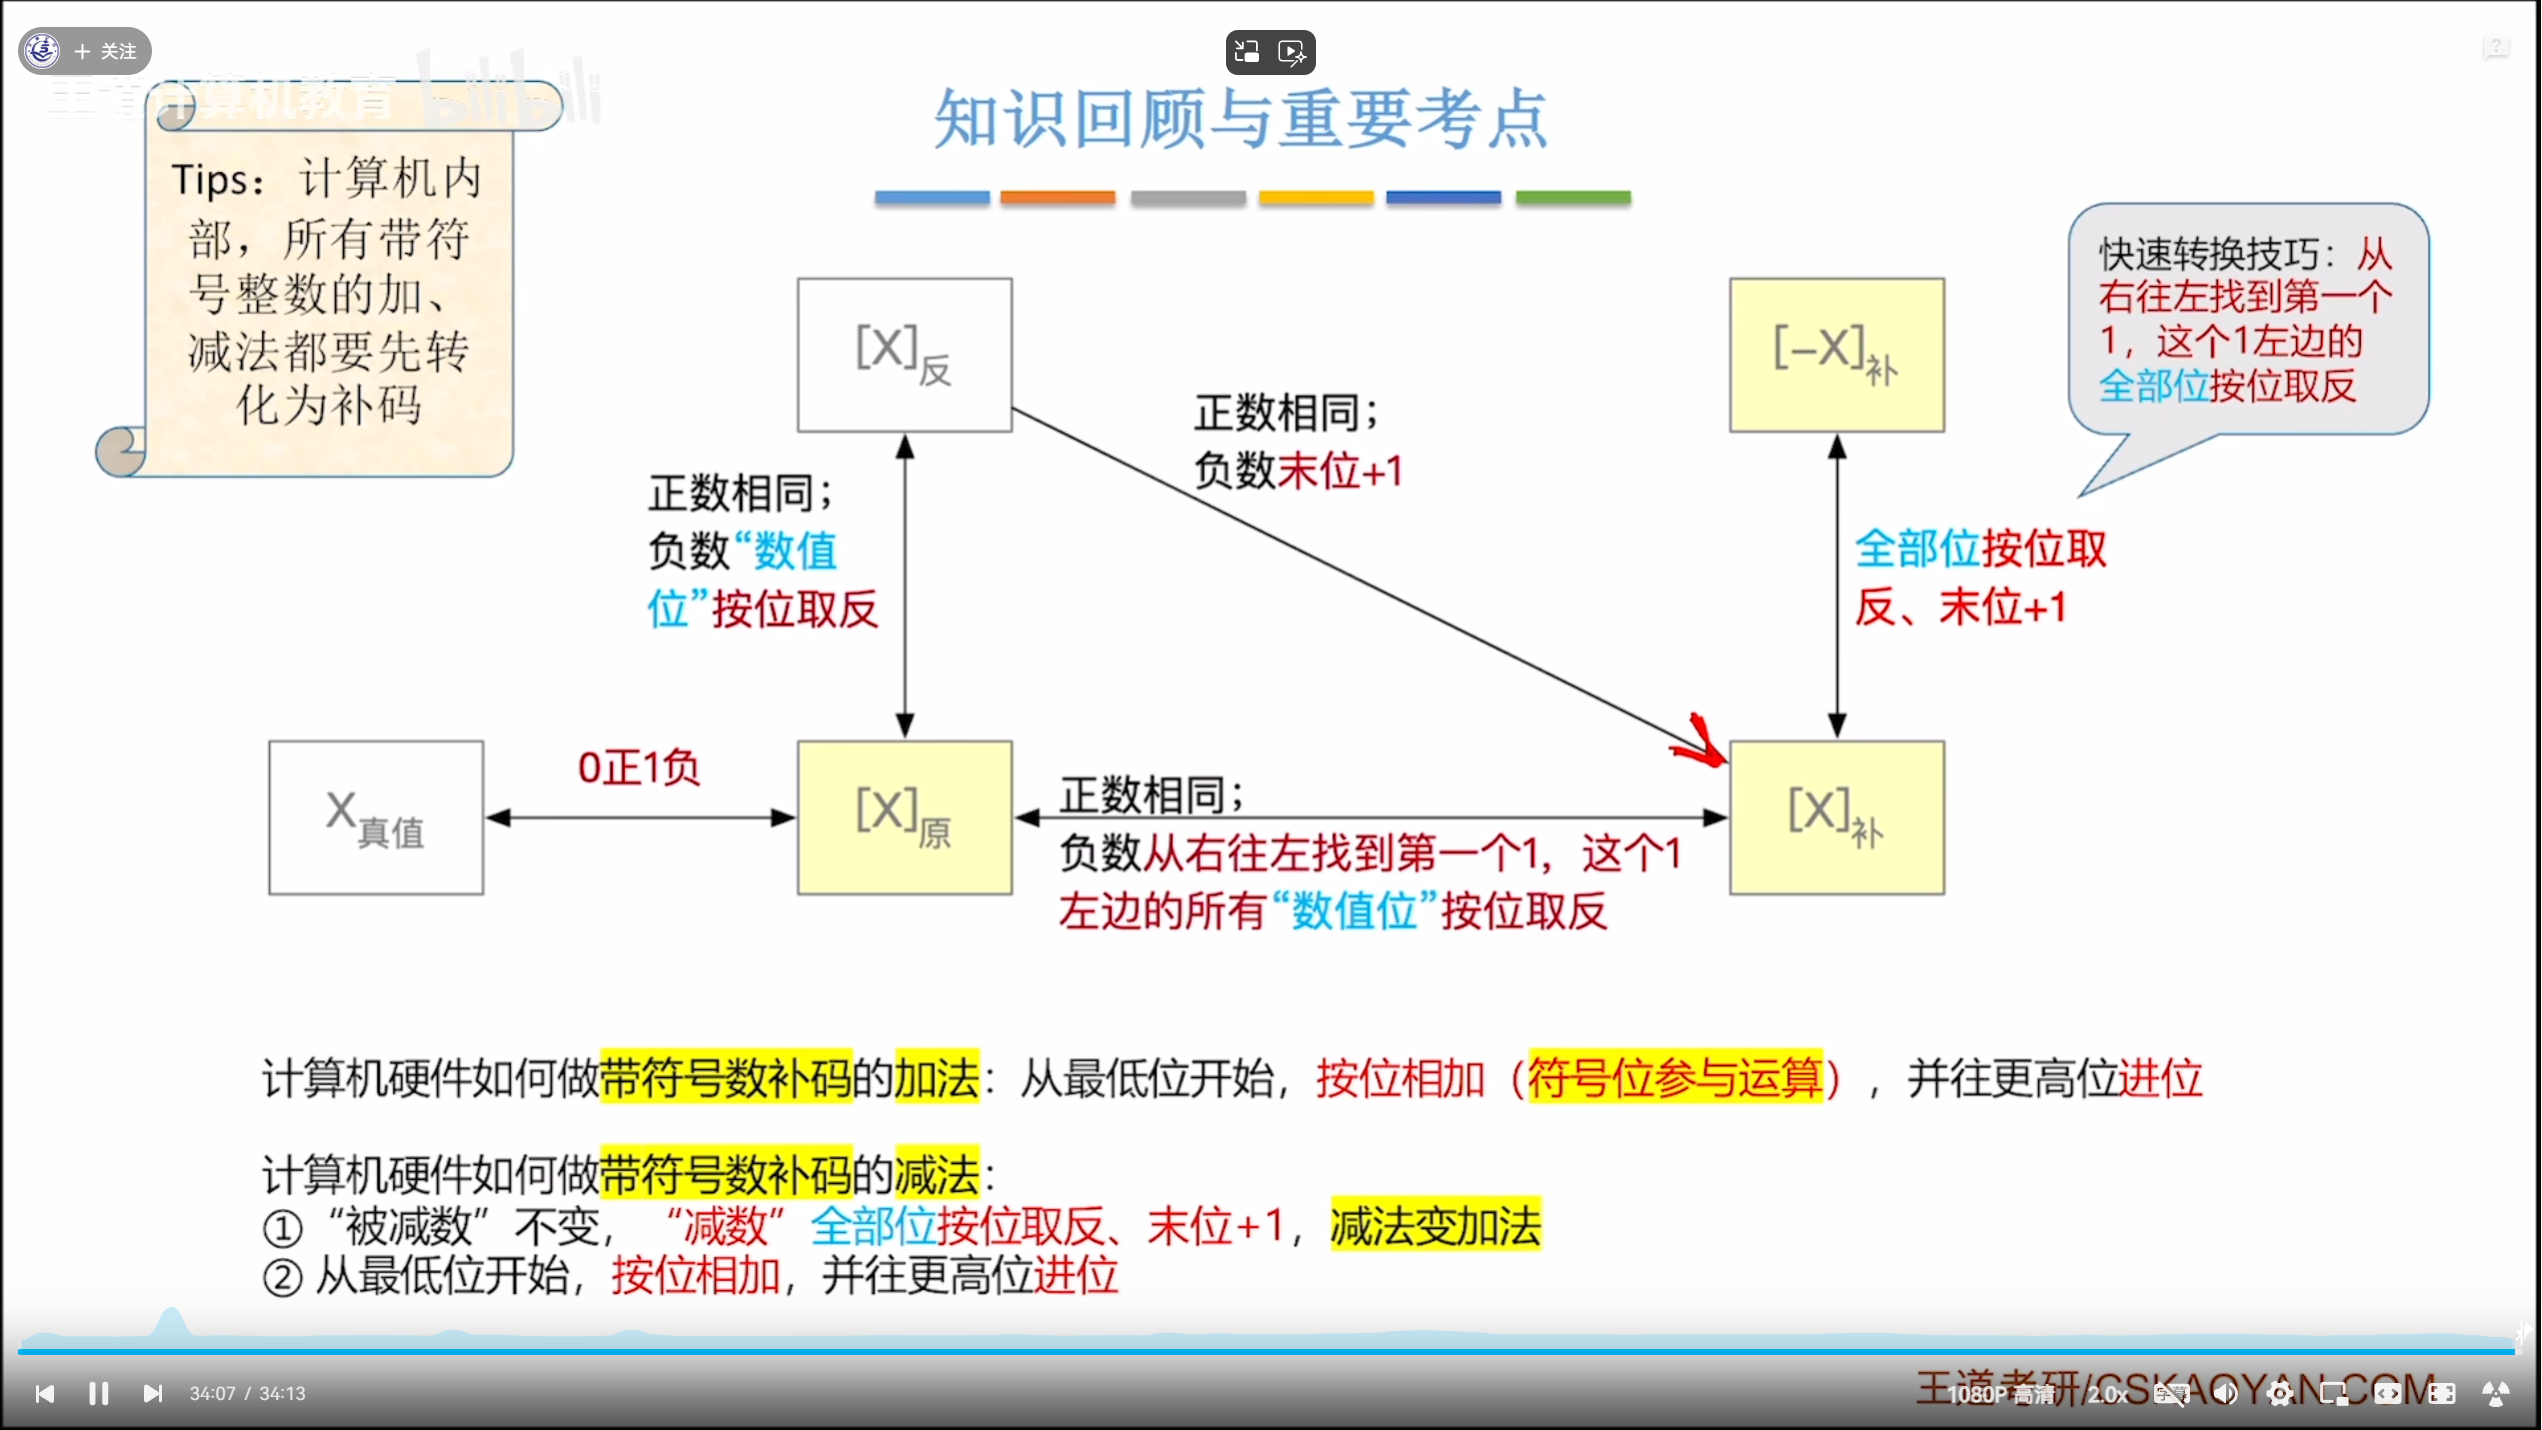 + 关注
王道计算机教育 bilibili
知识回顾与重要考点
Tips：计算机内
部，所有带符
号整数的加、
减法都要先转
化为补码
快速转换技巧：从
右往左找到第一个
1，这个1左边的
全部位按位取反
[X]反
[-X]补
正数相同；
负数末位+1
正数相同；
负数“数值
位”按位取反
全部位按位取
反、末位+1
X真值
0正1负
[X]原
正数相同；
负数从右往左找到第一个1，这个1
左边的所有“数值位”按位取反
[X]补
计算机硬件如何做带符号数补码的加法：从最低位开始，按位相加（符号位参与运算），并往更高位进位
计算机硬件如何做带符号数补码的减法：
①“被减数”不变，“减数”全部位按位取反、末位+1，减法变加法
② 从最低位开始，按位相加，并往更高位进位
34:07 / 34:13
王道考研/CSKAOYAN.COM
1080P 高清
2.0x
字幕